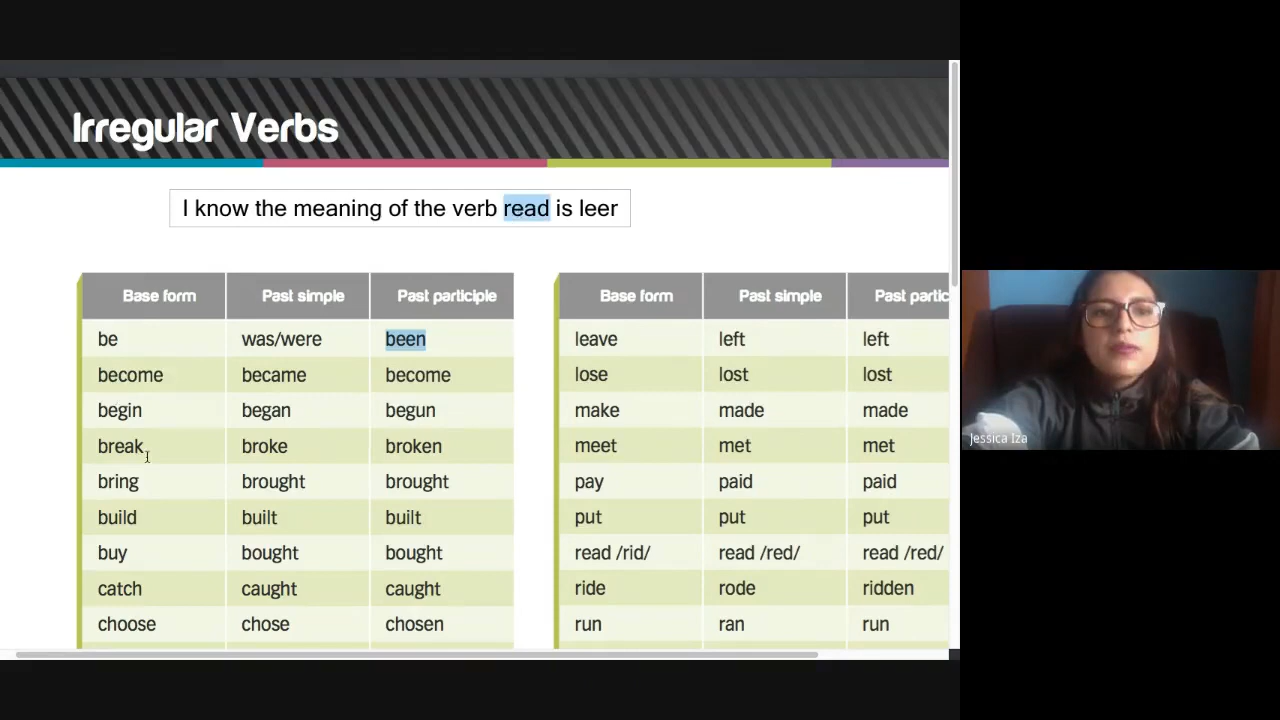 Irregular Verbs
I know the meaning of the verb read is leer
Base form Past simple Past participle
be was/were been
become became become
begin began begun
break broke broken
bring brought brought
build built built
buy bought bought
catch caught caught
choose chose chosen
Base form Past simple Past partic
leave left left
lose lost lost
make made made
meet met met
pay paid paid
put put put
read /rid/ read /red/ read /red/
ride rode ridden
run ran run
Jessica Iza